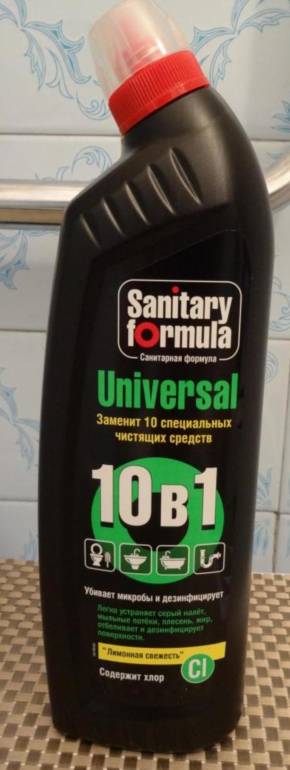 Sanitary
formula
Санитарная формула
Universal
Заменит 10 специальных
чистящих средств
10 в 1
Убивает микробы и дезинфицирует
Легко устраняет серый налёт,
мыльные потёки, плесень, жир,
отбеливает и дезинфицирует
поверхности.
"Лимонная свежесть"
Содержит хлор
Cl